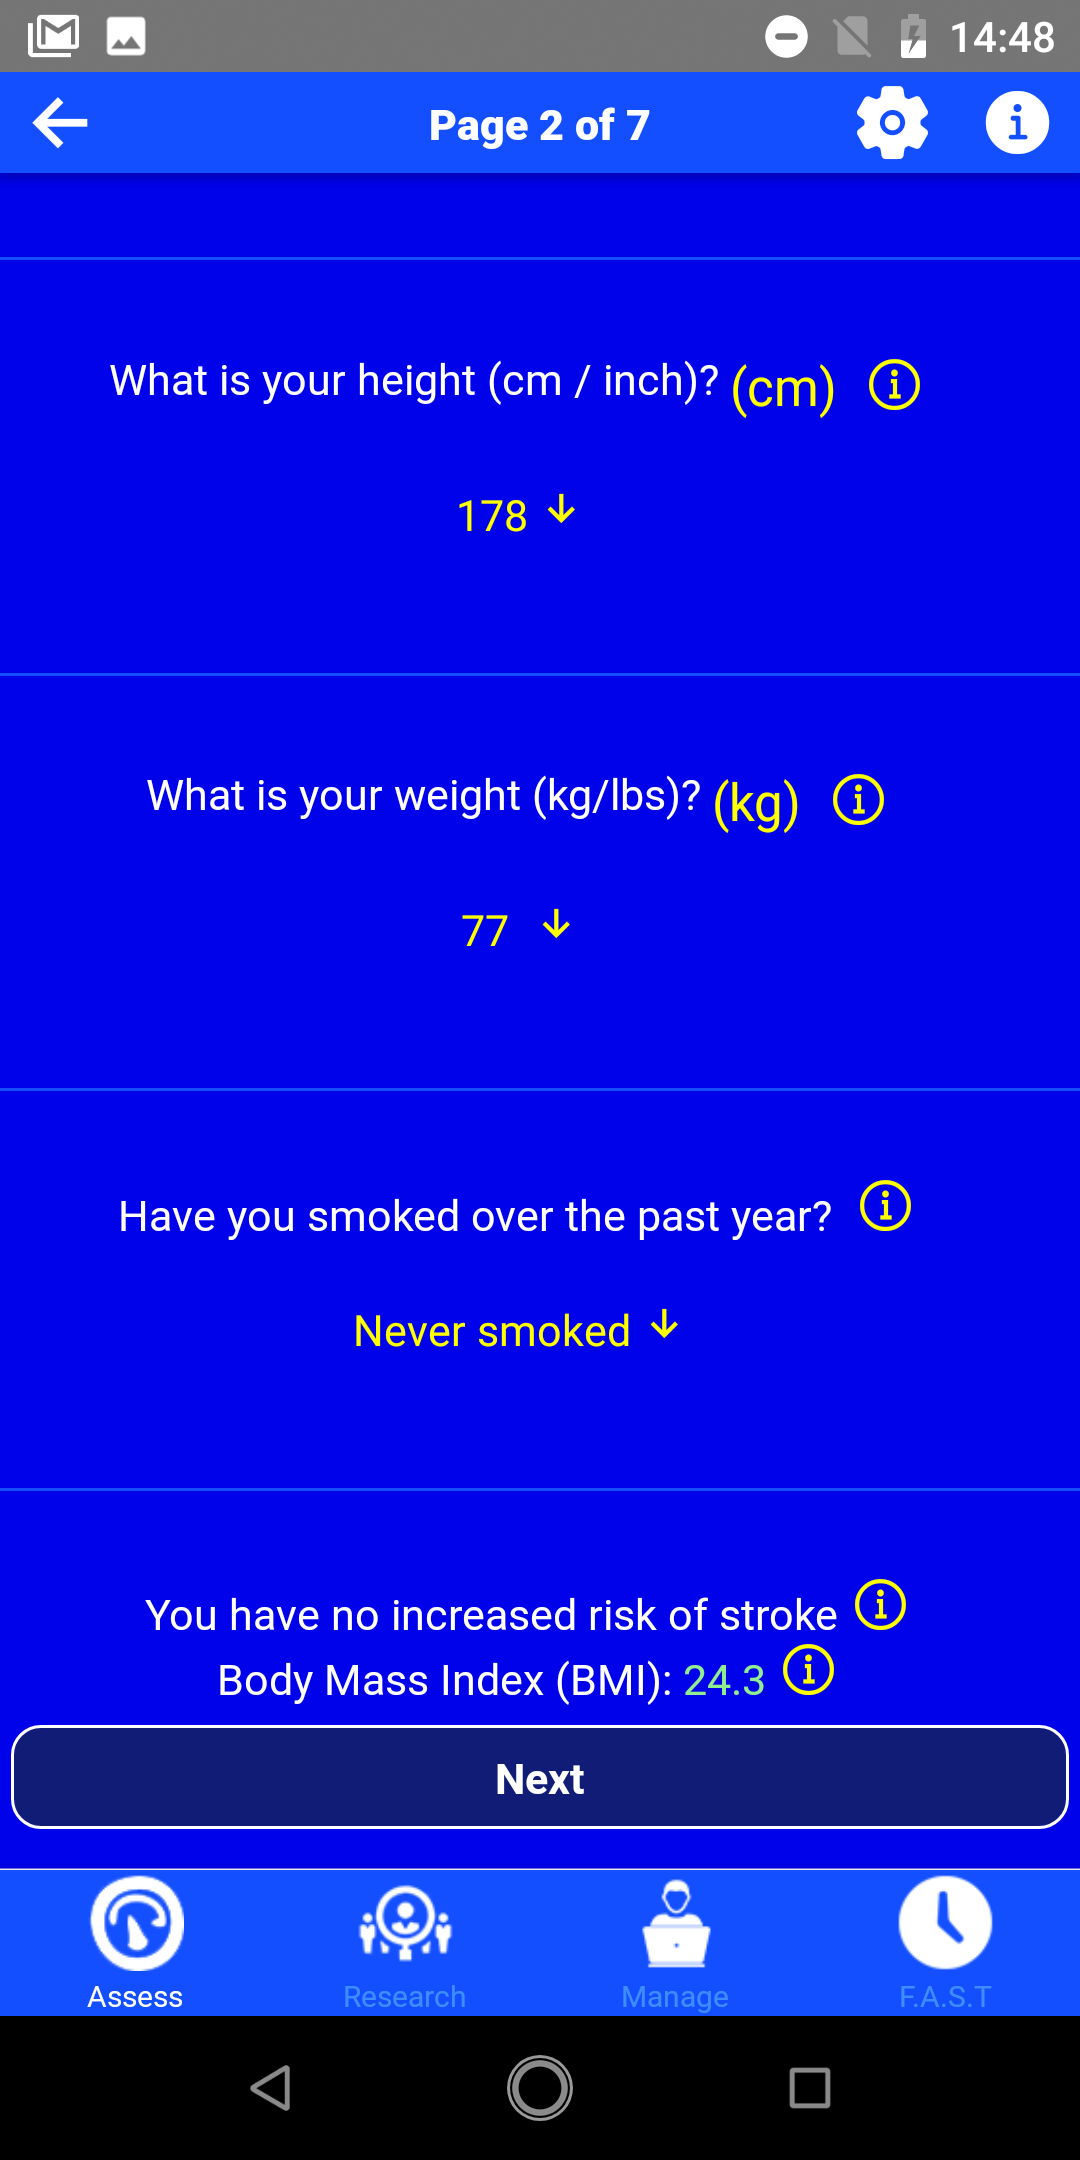 14:48
Page 2 of 7
What is your height (cm / inch)? (cm)
178
What is your weight (kg/lbs)? (kg)
77
Have you smoked over the past year?
Never smoked
You have no increased risk of stroke
Body Mass Index (BMI): 24.3
Next
Assess Research Manage F.A.S.T